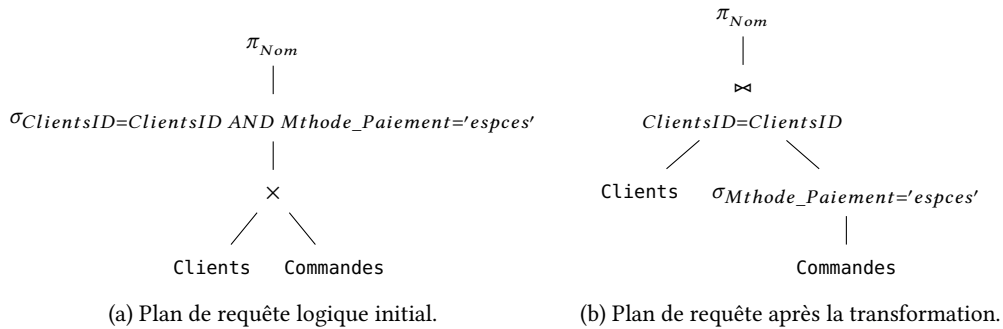 π_Nom
σ_ClientsID=ClientsID AND Mthode_Paiement='espces'
×
Clients Commandes
(a) Plan de requête logique initial.
π_Nom
⋈
ClientsID=ClientsID
Clients σ_Mthode_Paiement='espces'
Commandes
(b) Plan de requête après la transformation.